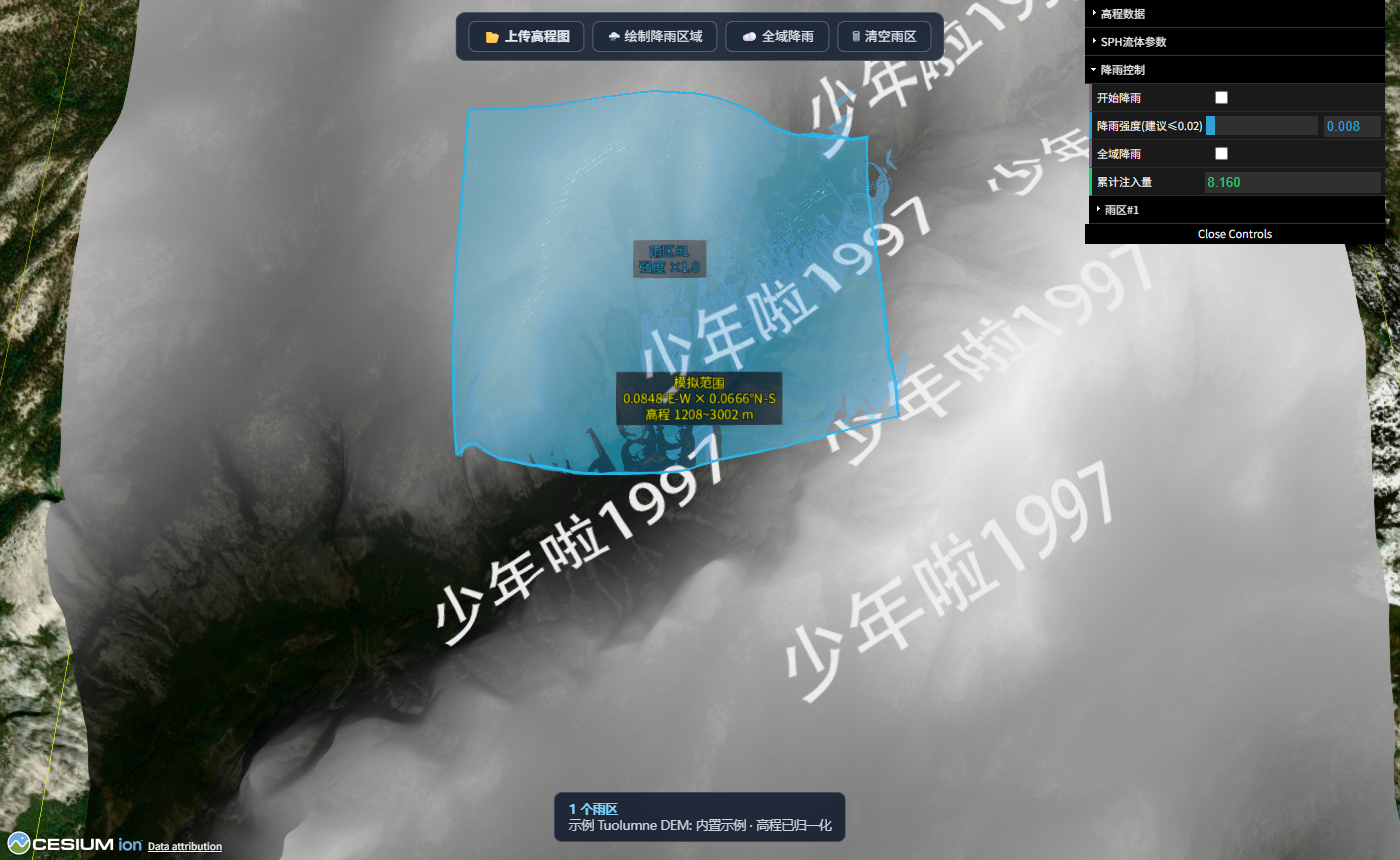 上传高程图
绘制降雨区域
全域降雨
清空雨区
高程数据
SPH流体参数
降雨控制
开始降雨
降雨强度(建议≤0.02)
0.008
全域降雨
累计注入量
8.160
雨区#1
Close Controls
少年啦1997
少年啦1997
少年啦1997
少年啦1997
少年啦1997
少年
雨区#1
强度 ×1.0
模拟范围
0.0848°E-W × 0.0666°N-S
高程 1208~3002 m
1 个雨区
示例 Tuolumne DEM: 内置示例 · 高程已归一化
CESIUM ion
Data attribution